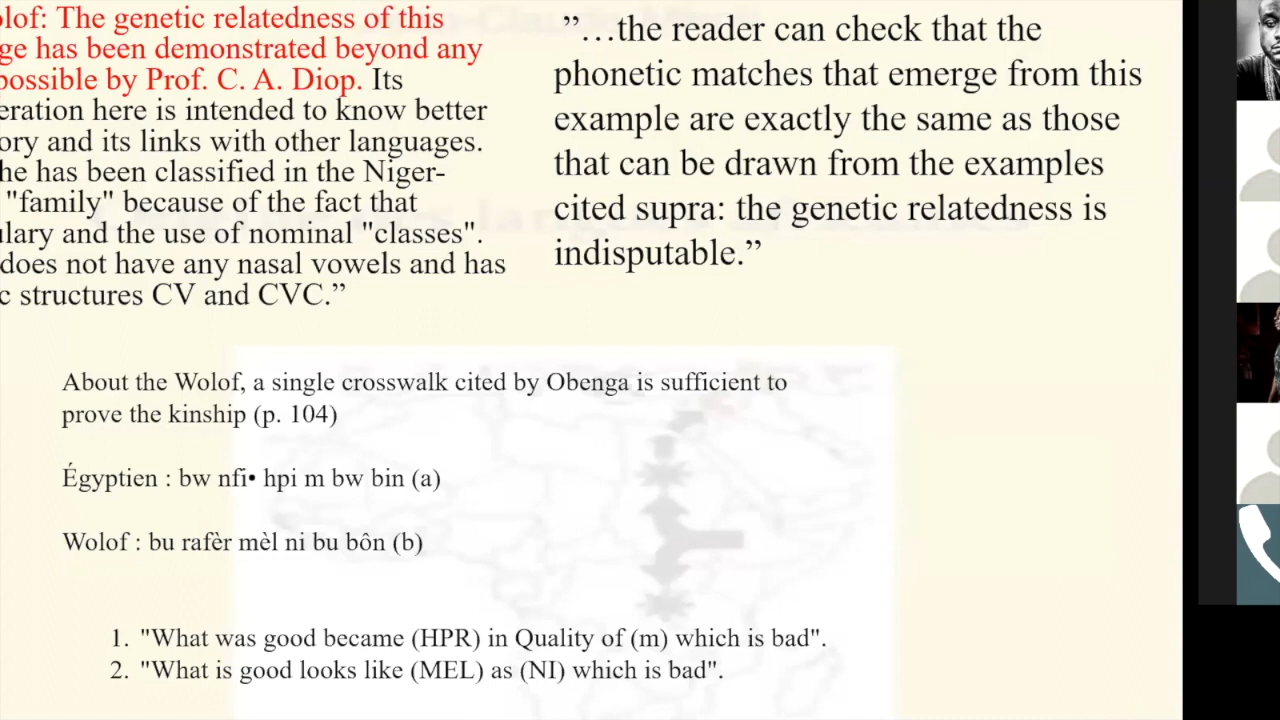 olof: The genetic relatedness of this
ge has been demonstrated beyond any
possible by Prof. C. A. Diop. Its
eration here is intended to know better
ory and its links with other languages.
he has been classified in the Niger-
"family" because of the fact that
ulary and the use of nominal "classes".
does not have any nasal vowels and has
c structures CV and CVC.”
”…the reader can check that the
phonetic matches that emerge from this
example are exactly the same as those
that can be drawn from the examples
cited supra: the genetic relatedness is
indisputable.”
About the Wolof, a single crosswalk cited by Obenga is sufficient to
prove the kinship (p. 104)
Égyptien : bw nfi• hpi m bw bin (a)
Wolof : bu rafèr mèl ni bu bôn (b)
1. "What was good became (HPR) in Quality of (m) which is bad".
2. "What is good looks like (MEL) as (NI) which is bad".